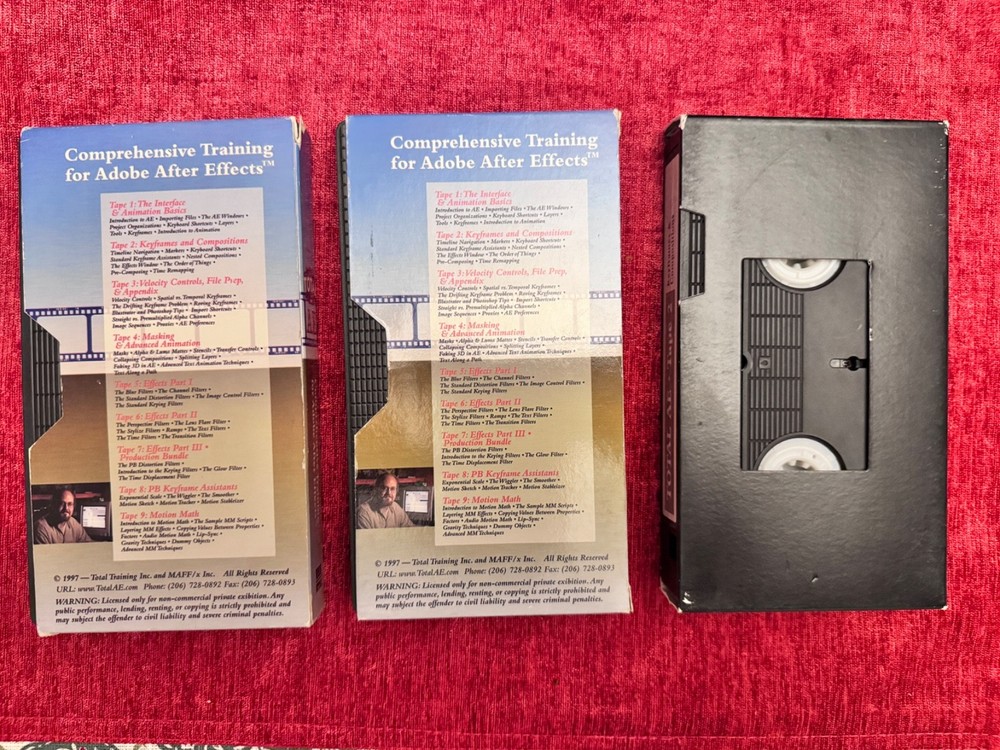 Comprehensive Training
for Adobe After Effects™
Tape 1: The Interface
& Animation Basics
Introduction to AE • Importing Files • The AE Windows •
Project Organizations • Keyboard Shortcuts • Layers •
Tools • Keyframes • Introduction to Animation
Tape 2: Keyframes and Compositions
Timeline Navigation • Markers • Keyboard Shortcuts •
Standard Keyframe Assistants • Nested Compositions •
The Effects Window • The Order of Things •
Pre-Composing • Time Remapping
Tape 3: Velocity Controls, File Prep,
& Appendix
Velocity Controls • Spatial vs. Temporal Keyframes •
The Drifting Keyframe Problem • Roving Keyframes •
Illustrator and Photoshop Tips • Import Shortcuts •
Straight vs. Premultiplied Alpha Channels •
Image Sequences • Proxies • AE Preferences
Tape 4: Masking
& Advanced Animation
Masks • Alpha & Luma Mattes • Stencils • Transfer Controls •
Collapsing Compositions • Splitting Layers •
Faking 3D in AE • Advanced Text Animation Techniques •
Text Along a Path
Tape 5: Effects Part I
The Blur Filters • The Channel Filters •
The Standard Distortion Filters • The Image Control Filters •
The Standard Keying Filters
Tape 6: Effects Part II
The Perspective Filters • The Lens Flare Filter •
The Stylize Filters • Ramps • The Text Filters •
The Time Filters • The Transition Filters
Tape 7: Effects Part III •
Production Bundle
The PB Distortion Filters •
Introduction to the Keying Filters • The Glow Filter
The Time Displacement Filter
Tape 8: PB Keyframe Assistants
Exponential Scale • The Wiggler • The Smoother •
Motion Sketch • Motion Tracker • Motion Stabilizer
Tape 9: Motion Math
Introduction to Motion Math • The Sample MM Scripts •
Layering MM Effects • Copying Values Between Properties •
Factors • Audio Motion Math • Lip-Sync •
Gravity Techniques • Dummy Objects •
Advanced MM Techniques
© 1997 — Total Training Inc. and MAFF/x Inc. All Rights Reserved
URL: www.TotalAE.com Phone: (206) 728-0892 Fax: (206) 728-0893
WARNING: Licensed only for non-commercial private exibition. Any
public performance, lending, renting, or copying is strictly prohibited and
may subject the offender to civil liability and severe criminal penalties.
Comprehensive Training
for Adobe After Effects™
Tape 1: The Interface
& Animation Basics
Introduction to AE • Importing Files • The AE Windows •
Project Organizations • Keyboard Shortcuts • Layers •
Tools • Keyframes • Introduction to Animation
Tape 2: Keyframes and Compositions
Timeline Navigation • Markers • Keyboard Shortcuts •
Standard Keyframe Assistants • Nested Compositions •
The Effects Window • The Order of Things •
Pre-Composing • Time Remapping
Tape 3: Velocity Controls, File Prep,
& Appendix
Velocity Controls • Spatial vs. Temporal Keyframes •
The Drifting Keyframe Problem • Roving Keyframes •
Illustrator and Photoshop Tips • Import Shortcuts •
Straight vs. Premultiplied Alpha Channels •
Image Sequences • Proxies • AE Preferences
Tape 4: Masking
& Advanced Animation
Masks • Alpha & Luma Mattes • Stencils • Transfer Controls •
Collapsing Compositions • Splitting Layers •
Faking 3D in AE • Advanced Text Animation Techniques •
Text Along a Path
Tape 5: Effects Part I
The Blur Filters • The Channel Filters •
The Standard Distortion Filters • The Image Control Filters •
The Standard Keying Filters
Tape 6: Effects Part II
The Perspective Filters • The Lens Flare Filter •
The Stylize Filters • Ramps • The Text Filters •
The Time Filters • The Transition Filters
Tape 7: Effects Part III •
Production Bundle
The PB Distortion Filters •
Introduction to the Keying Filters • The Glow Filter
The Time Displacement Filter
Tape 8: PB Keyframe Assistants
Exponential Scale • The Wiggler • The Smoother •
Motion Sketch • Motion Tracker • Motion Stabilizer
Tape 9: Motion Math
Introduction to Motion Math • The Sample MM Scripts •
Layering MM Effects • Copying Values Between Properties •
Factors • Audio Motion Math • Lip-Sync •
Gravity Techniques • Dummy Objects •
Advanced MM Techniques
© 1997 — Total Training Inc. and MAFF/x Inc. All Rights Reserved
URL: www.TotalAE.com Phone: (206) 728-0892 Fax: (206) 728-0893
WARNING: Licensed only for non-commercial private exibition. Any
public performance, lending, renting, or copying is strictly prohibited and
may subject the offender to civil liability and severe criminal penalties.